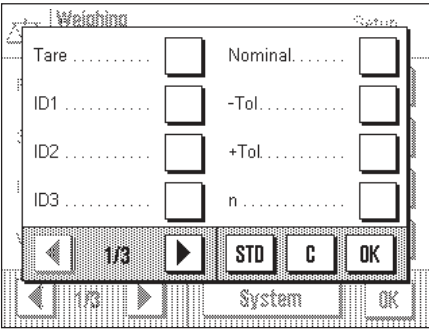 Weighing Setup
Tare ........... Nominal.......
ID1 ............ -Tol............
ID2 ............ +Tol............
ID3 ............ n ................
1/3 STD C OK
1/3 System OK